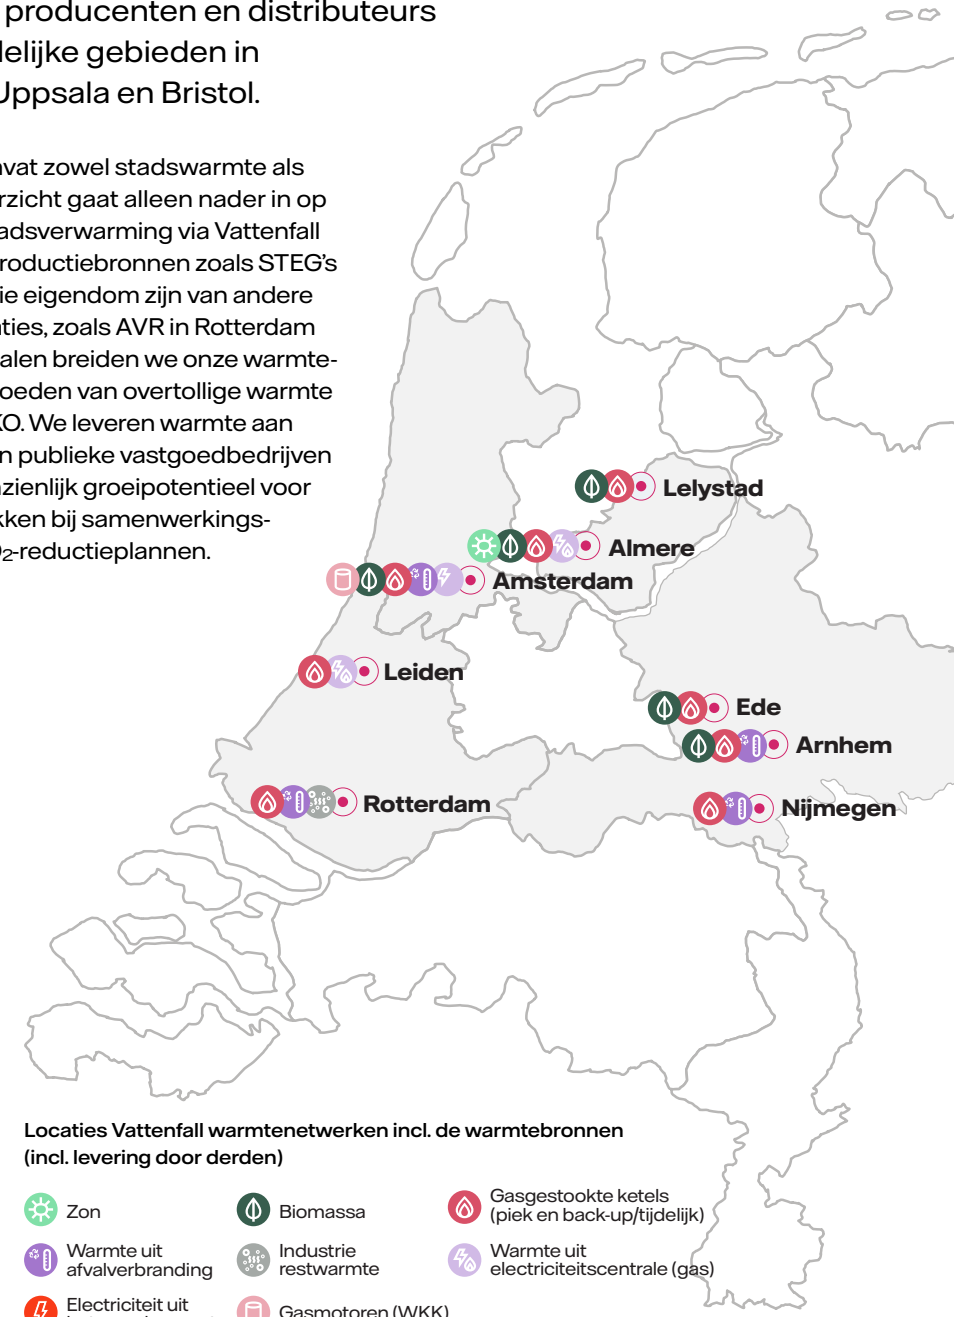 producenten en distributeurs
elijke gebieden in
Uppsala en Bristol.
vat zowel stadswarmte als
rzicht gaat alleen nader in op
adsverwarming via Vattenfall
roductiebronnen zoals STEG's
ie eigendom zijn van andere
ties, zoals AVR in Rotterdam
alen breiden we onze warmte-
oeden van overtollige warmte
KO. We leveren warmte aan
n publieke vastgoedbedrijven
zienlijk groeipotentieel voor
kken bij samenwerkings-
O₂-reductieplannen.
Lelystad
Almere
Amsterdam
Leiden
Ede
Arnhem
Rotterdam
Nijmegen
Locaties Vattenfall warmtenetwerken incl. de warmtebronnen
(incl. levering door derden)
Zon
Biomassa
Gasgestookte ketels
(piek en back-up/tijdelijk)
Warmte uit
afvalverbranding
Industrie
restwarmte
Warmte uit
electriciteitscentrale (gas)
Electriciteit uit
Gasmotoren (WKK)